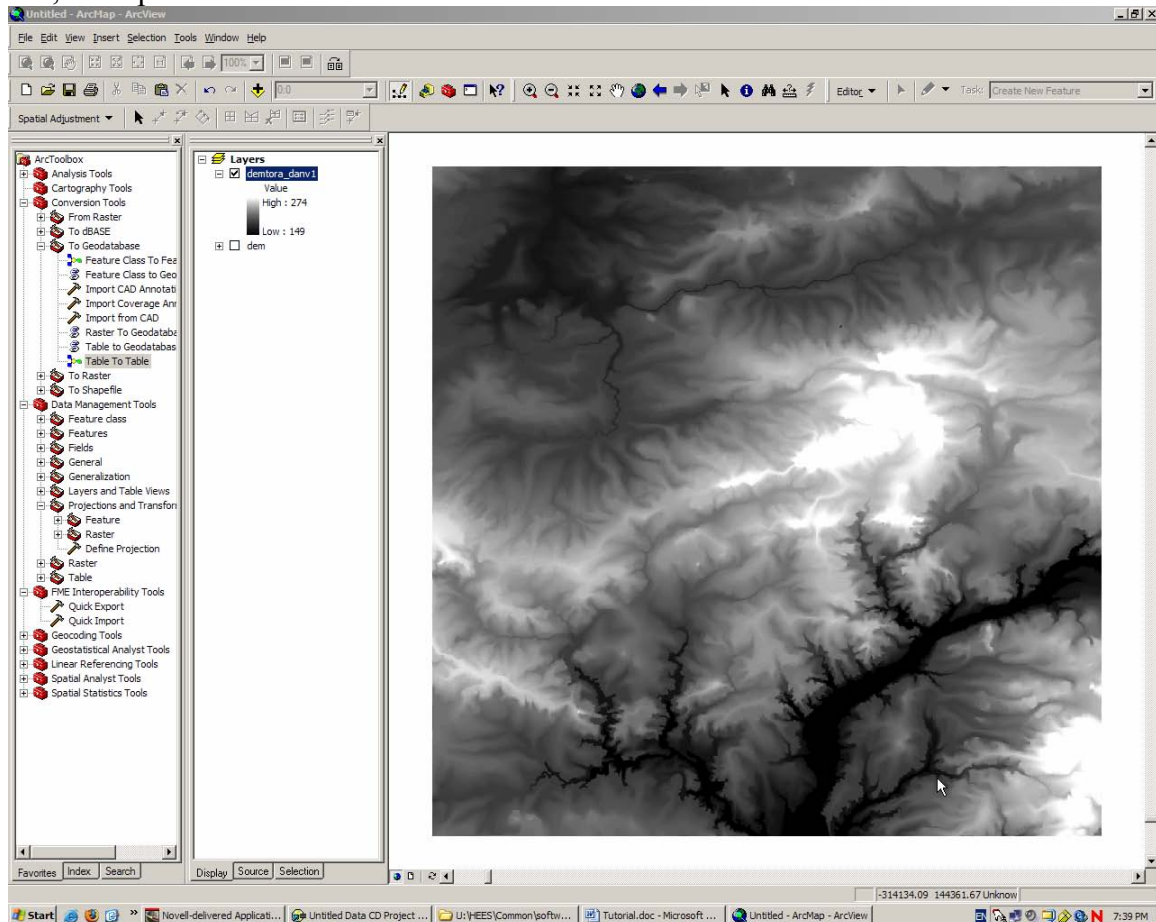 Untitled - ArcMap - ArcView
File Edit View Insert Selection Tools Window Help
100%
0:0
Editor
Task: Create New Feature
Spatial Adjustment
ArcToolbox
Analysis Tools
Cartography Tools
Conversion Tools
From Raster
To dBASE
To Geodatabase
Feature Class To Fea
Feature Class to Geo
Import CAD Annotati
Import Coverage Ann
Import from CAD
Raster To Geodataba
Table to Geodatabas
Table To Table
To Raster
To Shapefile
Data Management Tools
Feature class
Features
Fields
General
Generalization
Layers and Table Views
Projections and Transforr
Feature
Raster
Define Projection
Raster
Table
FME Interoperability Tools
Quick Export
Quick Import
Geocoding Tools
Geostatistical Analyst Tools
Linear Referencing Tools
Spatial Analyst Tools
Spatial Statistics Tools
Favorites Index Search
Layers
demtora_danv1
Value
High : 274
Low : 149
dem
Display Source Selection
-314134.09 144361.67 Unknow
Start
Novell-delivered Applicati...
Untitled Data CD Project ...
U:\HEES\Common\softw...
Tutorial.doc - Microsoft ...
Untitled - ArcMap - ArcView
EN
7:39 PM